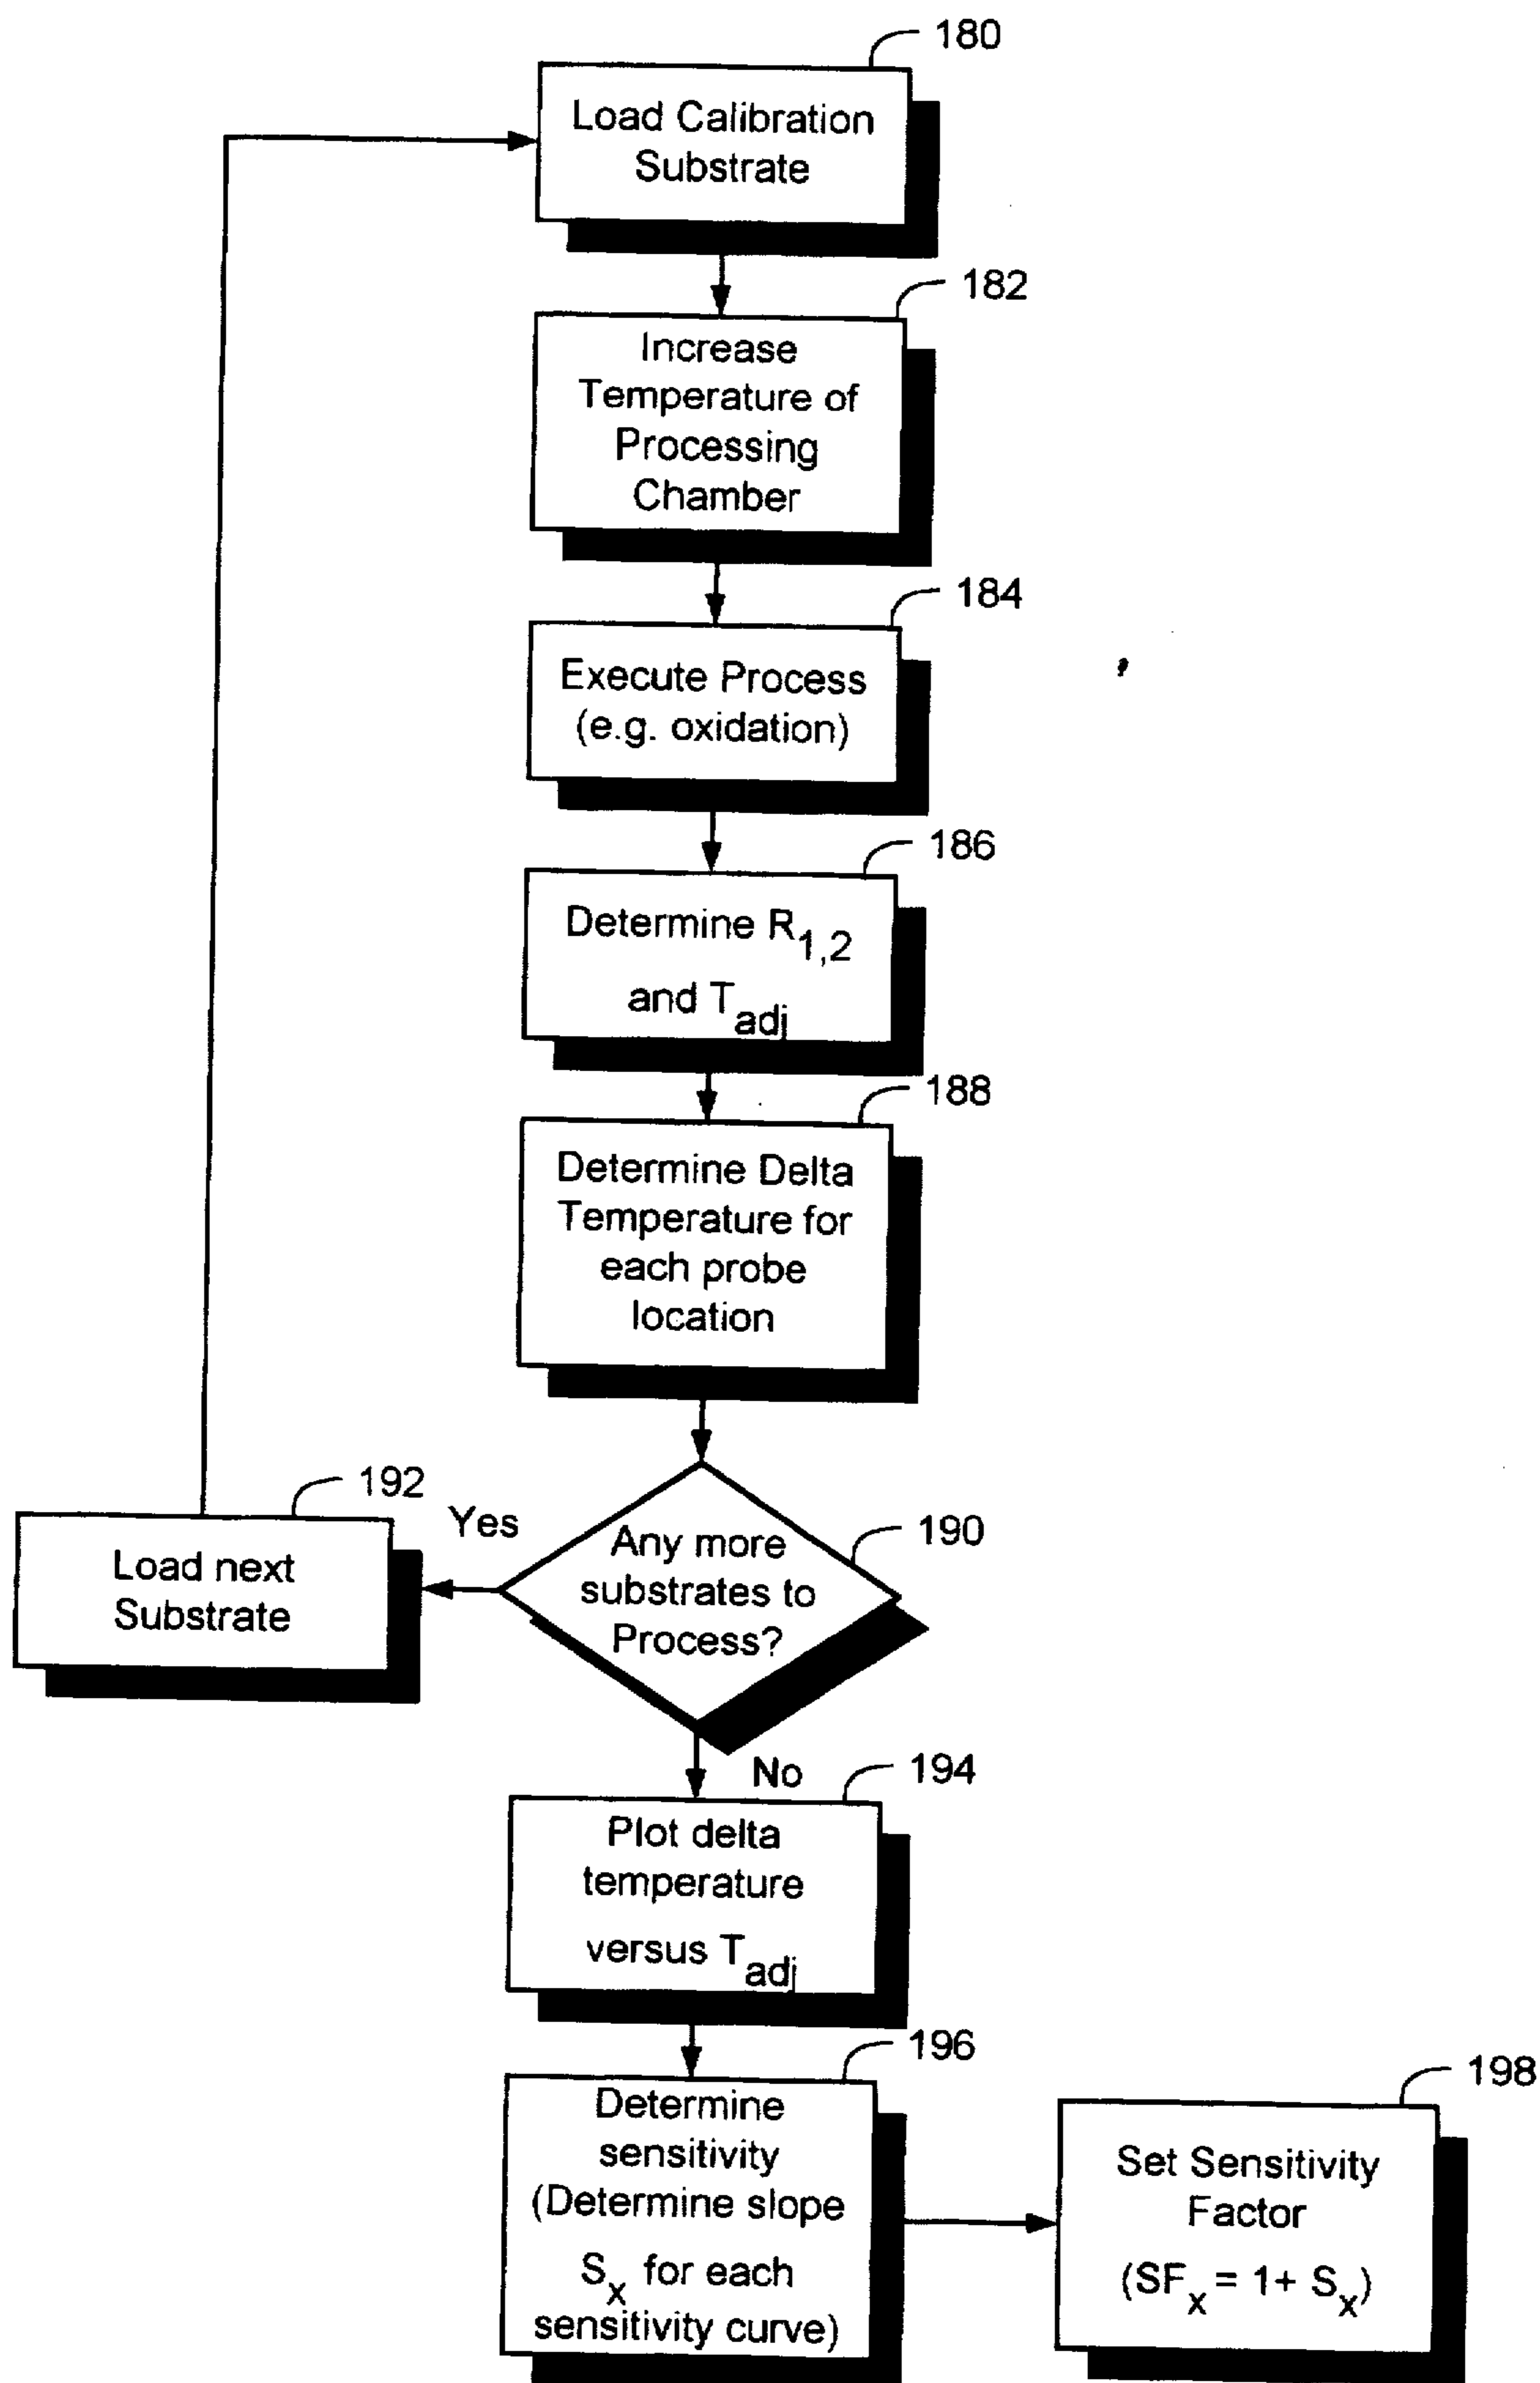 180
Load Calibration
Substrate
182
Increase
Temperature of
Processing
Chamber
184
Execute Process
(e.g. oxidation)
186
Determine R1,2
and Tadj
188
Determine Delta
Temperature for
each probe
location
192
Load next
Substrate
Yes
190
Any more
substrates to
Process?
No
194
Plot delta
temperature
versus Tadj
196
Determine
sensitivity
(Determine slope
Sx for each
sensitivity curve)
198
Set Sensitivity
Factor
(SFx = 1+ Sx)